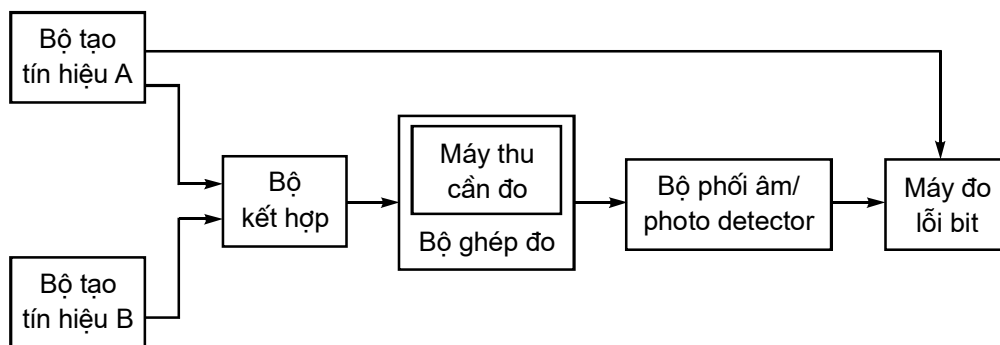 Bộ tạo
tín hiệu A
Bộ
kết hợp
Máy thu
cần đo
Bộ ghép đo
Bộ phối âm/
photo detector
Máy đo
lỗi bit
Bộ tạo
tín hiệu B